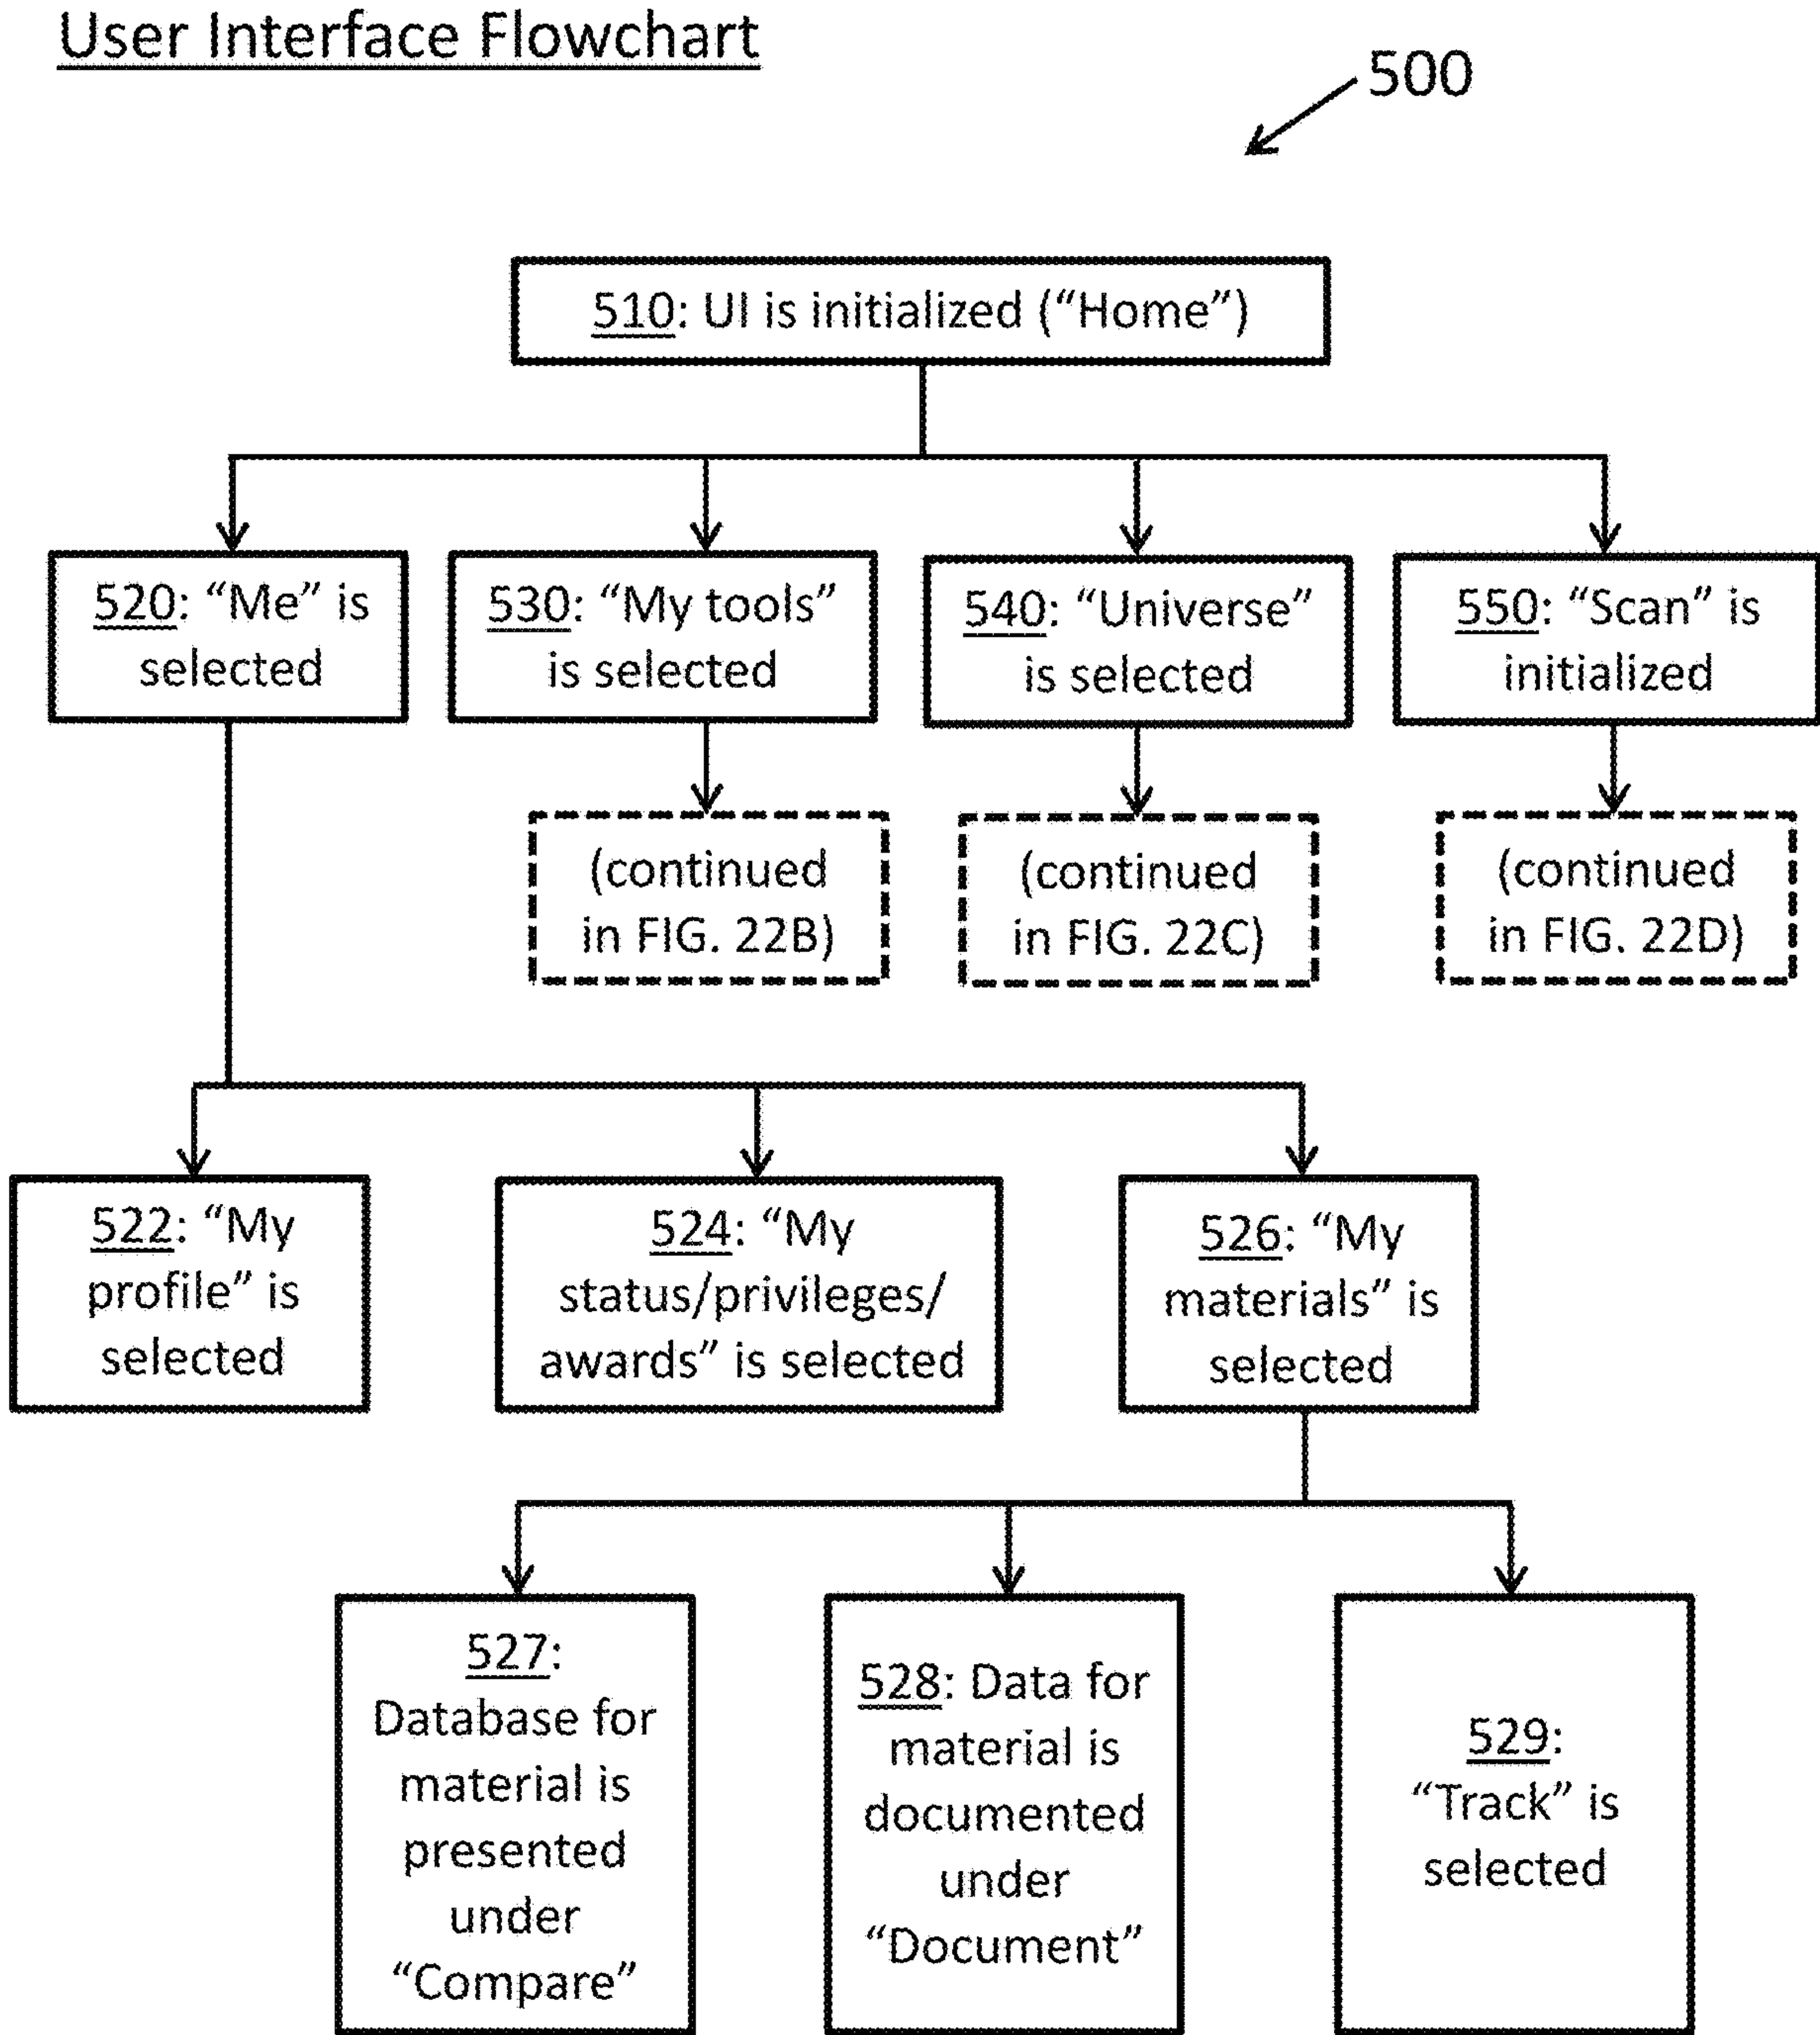 User Interface Flowchart
500
510: UI is initialized (“Home”)
520: “Me” is
selected
530: “My tools”
is selected
540: “Universe”
is selected
550: “Scan” is
initialized
(continued
in FIG. 22B)
(continued
in FIG. 22C)
(continued
in FIG. 22D)
522: “My
profile” is
selected
524: “My
status/privileges/
awards” is selected
526: “My
materials” is
selected
527:
Database for
material is
presented
under
“Compare”
528: Data for
material is
documented
under
“Document”
529:
“Track” is
selected